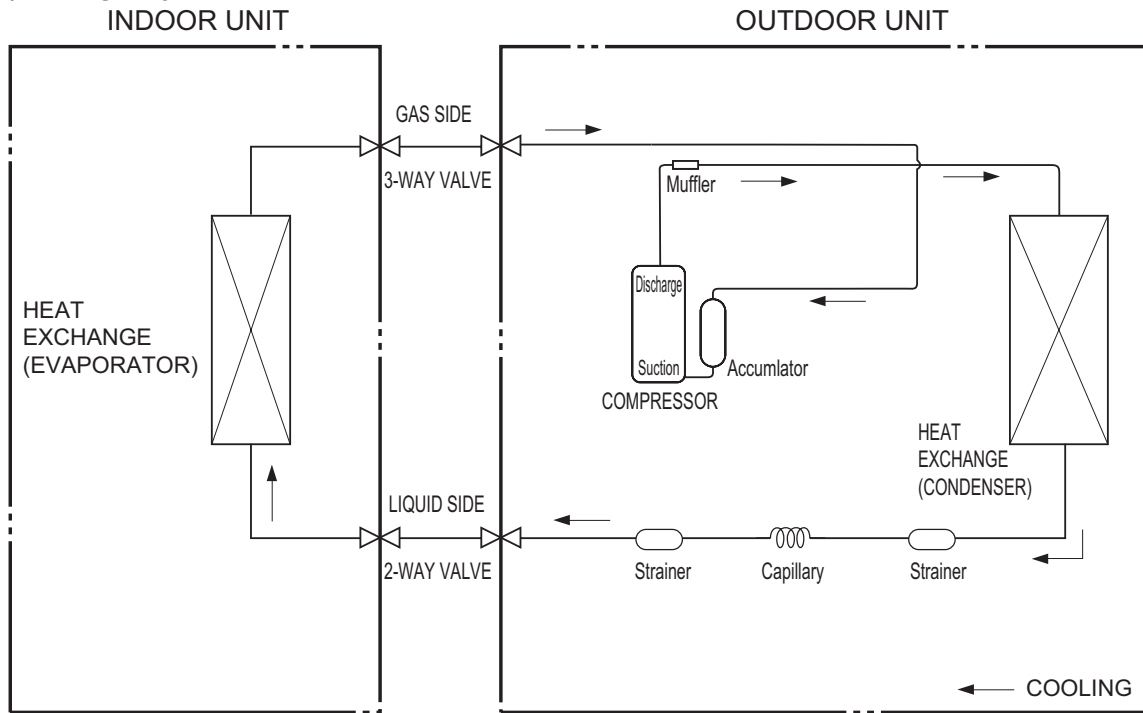 INDOOR UNIT
OUTDOOR UNIT
GAS SIDE
3-WAY VALVE
Muffler
HEAT
EXCHANGE
(EVAPORATOR)
Discharge
Suction
Accumlator
COMPRESSOR
HEAT
EXCHANGE
(CONDENSER)
LIQUID SIDE
2-WAY VALVE
Strainer
Capillary
Strainer
COOLING